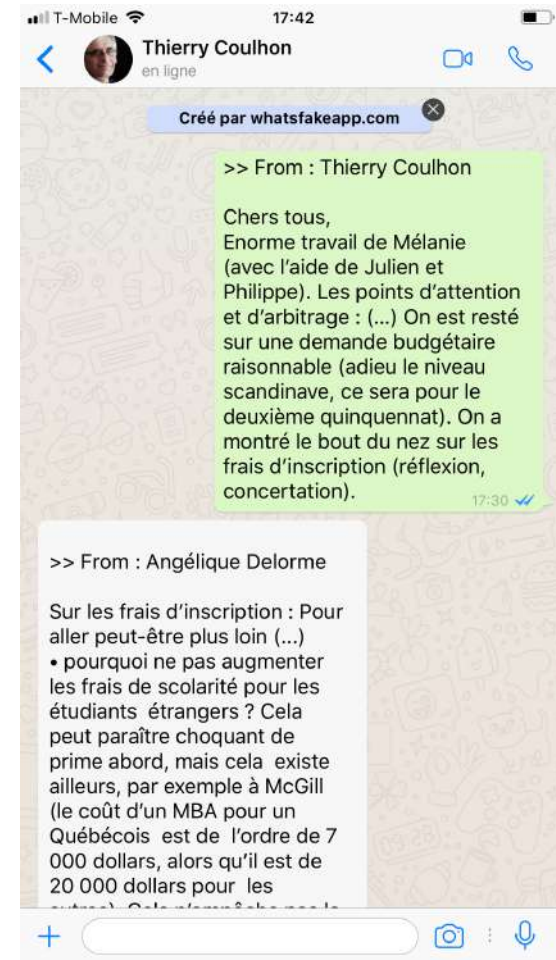 T-Mobile 17:42
Thierry Coulhon
en ligne
Créé par whatsfakeapp.com
>> From : Thierry Coulhon
Chers tous,
Enorme travail de Mélanie
(avec l'aide de Julien et
Philippe). Les points d'attention
et d'arbitrage : (...) On est resté
sur une demande budgétaire
raisonnable (adieu le niveau
scandinave, ce sera pour le
deuxième quinquennat). On a
montré le bout du nez sur les
frais d'inscription (réflexion,
concertation).
17:30
>> From : Angélique Delorme
Sur les frais d'inscription : Pour
aller peut-être plus loin (...)
• pourquoi ne pas augmenter
les frais de scolarité pour les
étudiants étrangers ? Cela
peut paraître choquant de
prime abord, mais cela existe
ailleurs, par exemple à McGill
(le coût d'un MBA pour un
Québécois est de l'ordre de 7
000 dollars, alors qu'il est de
20 000 dollars pour les